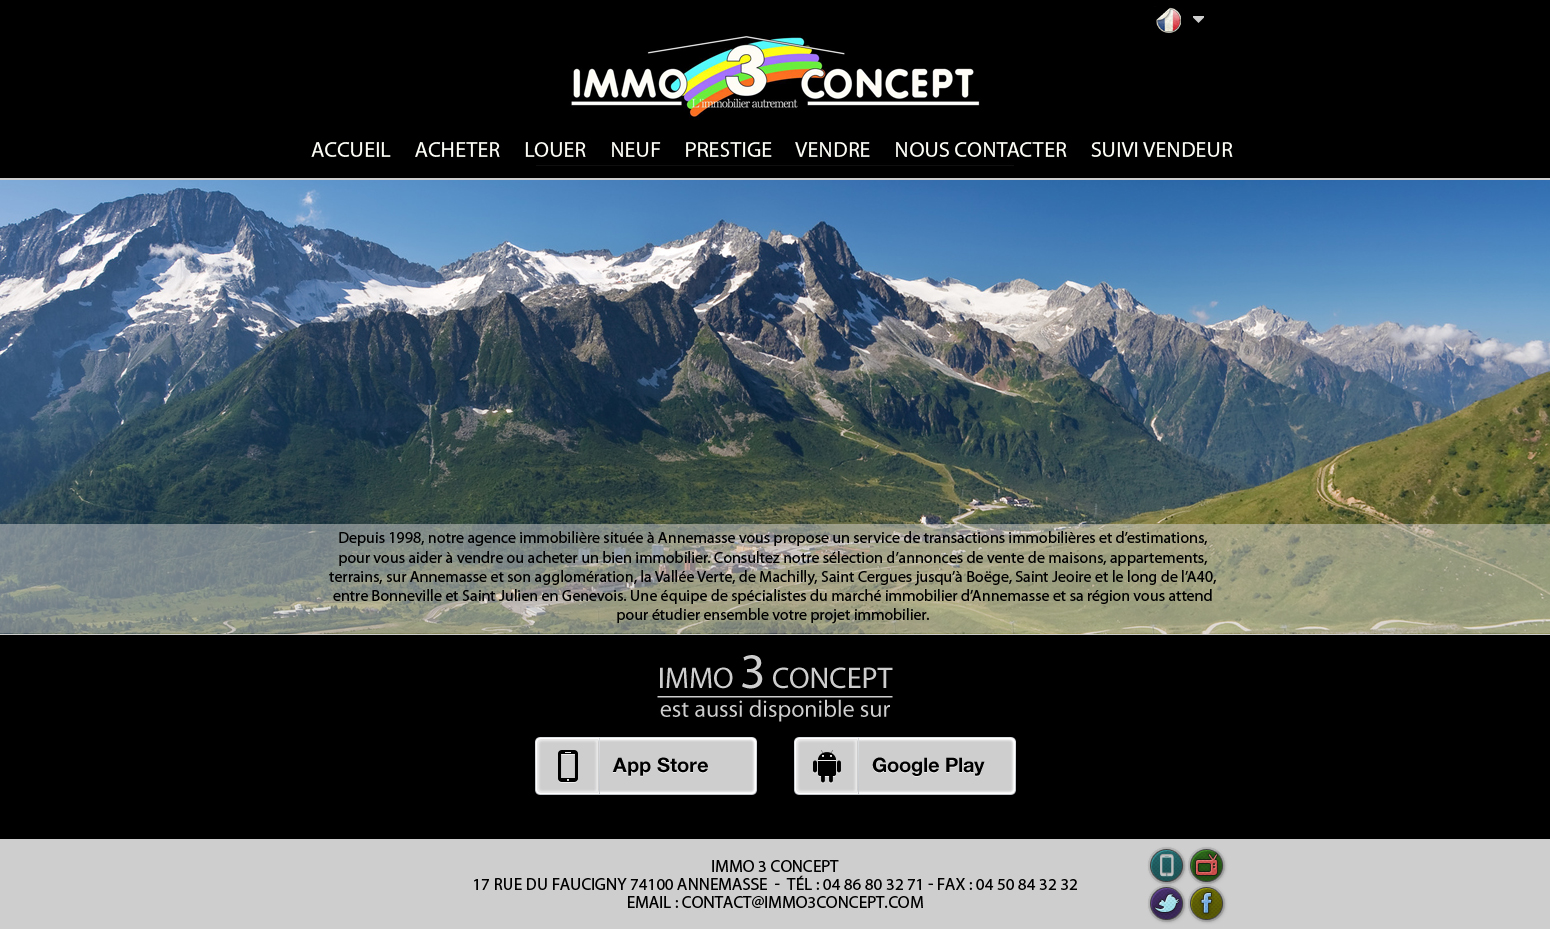 IMMO 3 CONCEPT
L'immobilier autrement
ACCUEIL ACHETER LOUER NEUF PRESTIGE VENDRE NOUS CONTACTER SUIVI VENDEUR
Depuis 1998, notre agence immobilière située à Annemasse vous propose un service de transactions immobilières et d’estimations,
pour vous aider à vendre ou acheter un bien immobilier. Consultez notre sélection d’annonces de vente de maisons, appartements,
terrains, sur Annemasse et son agglomération, la Vallée Verte, de Machilly, Saint Cergues jusqu’à Boëge, Saint Jeoire et le long de l’A40,
entre Bonneville et Saint Julien en Genevois. Une équipe de spécialistes du marché immobilier d’Annemasse et sa région vous attend
pour étudier ensemble votre projet immobilier.
IMMO 3 CONCEPT
est aussi disponible sur
App Store Google Play
IMMO 3 CONCEPT
17 RUE DU FAUCIGNY 74100 ANNEMASSE - TÉL : 04 86 80 32 71 - FAX : 04 50 84 32 32
EMAIL : CONTACT@IMMO3CONCEPT.COM